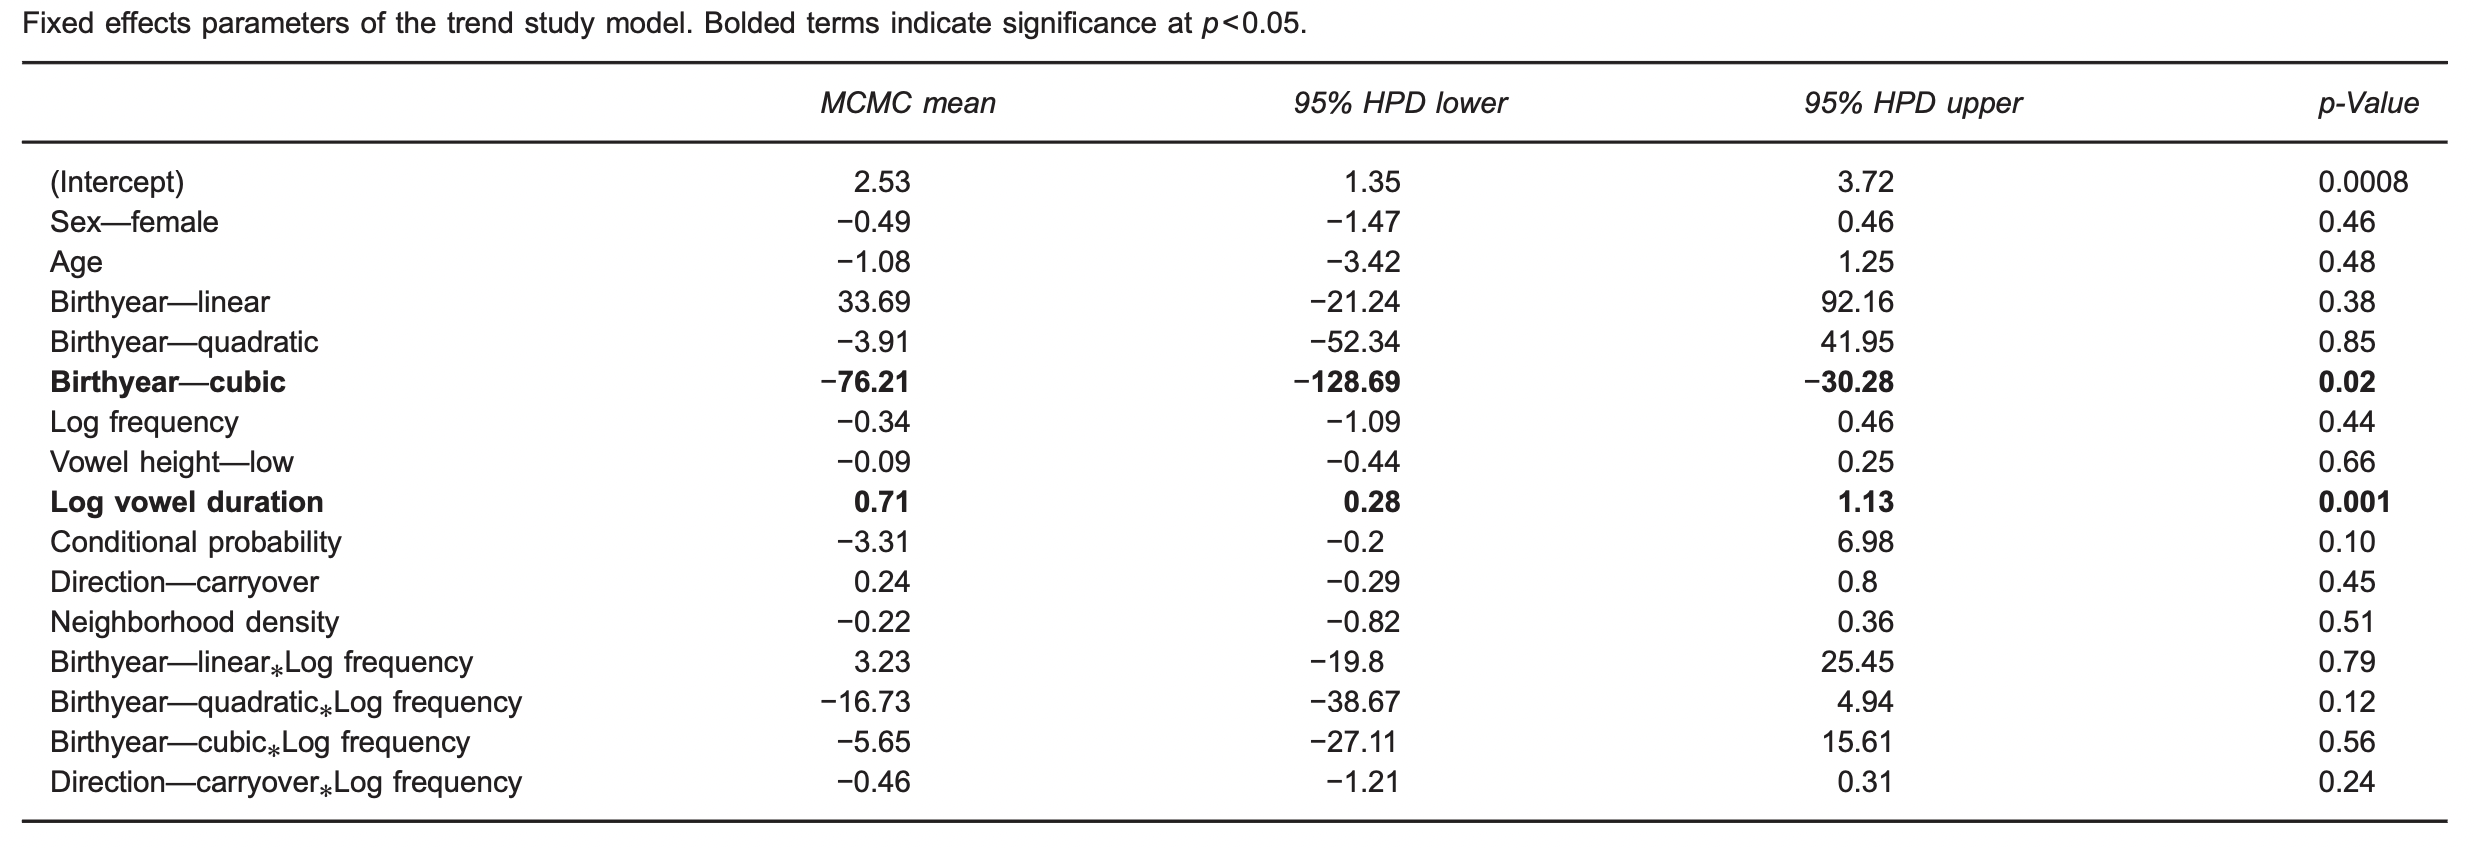 Fixed effects parameters of the trend study model. Bolded terms indicate significance at p<0.05.
MCMC mean 95% HPD lower 95% HPD upper p-Value
(Intercept) 2.53 1.35 3.72 0.0008
Sex—female −0.49 −1.47 0.46 0.46
Age −1.08 −3.42 1.25 0.48
Birthyear—linear 33.69 −21.24 92.16 0.38
Birthyear—quadratic −3.91 −52.34 41.95 0.85
Birthyear—cubic −76.21 −128.69 −30.28 0.02
Log frequency −0.34 −1.09 0.46 0.44
Vowel height—low −0.09 −0.44 0.25 0.66
Log vowel duration 0.71 0.28 1.13 0.001
Conditional probability −3.31 −0.2 6.98 0.10
Direction—carryover 0.24 −0.29 0.8 0.45
Neighborhood density −0.22 −0.82 0.36 0.51
Birthyear—linear*Log frequency 3.23 −19.8 25.45 0.79
Birthyear—quadratic*Log frequency −16.73 −38.67 4.94 0.12
Birthyear—cubic*Log frequency −5.65 −27.11 15.61 0.56
Direction—carryover*Log frequency −0.46 −1.21 0.31 0.24